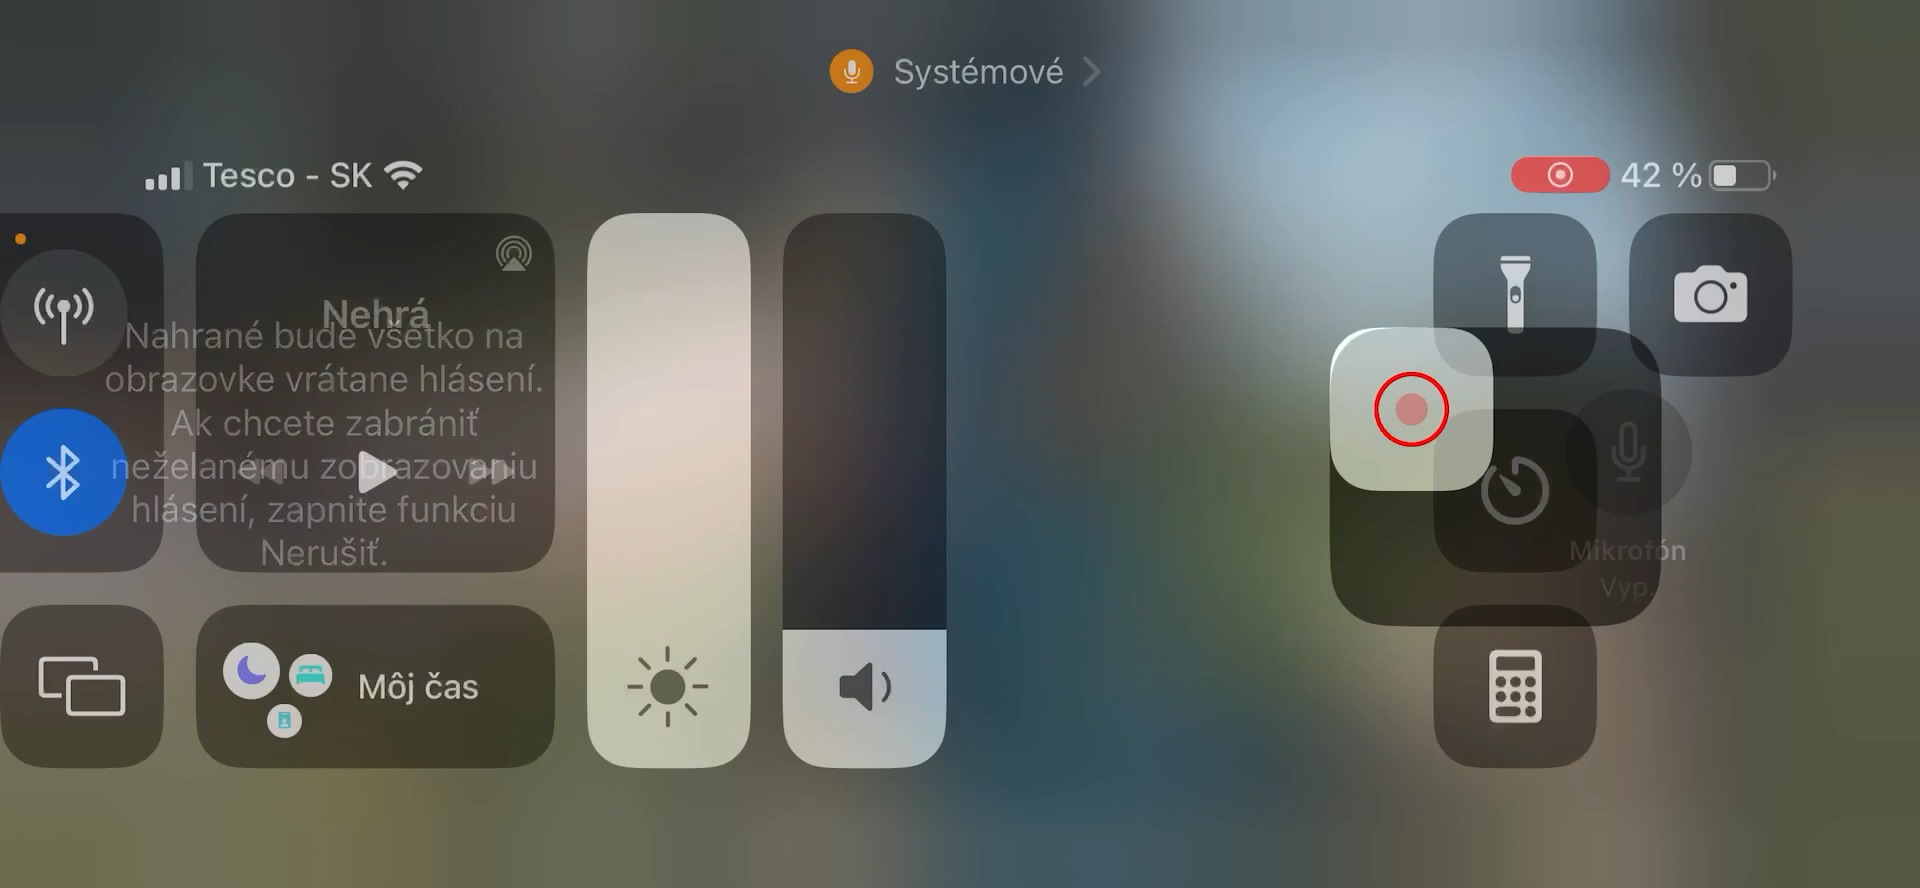 Systémové
Tesco - SK
42 %
Nehrá
Nahrané bude všetko na
obrazovke vrátane hlásení.
Ak chcete zabrániť
neželanému zobrazovaniu
hlásení, zapnite funkciu
Nerušiť.
Mikrofón
Vyp.
Môj čas